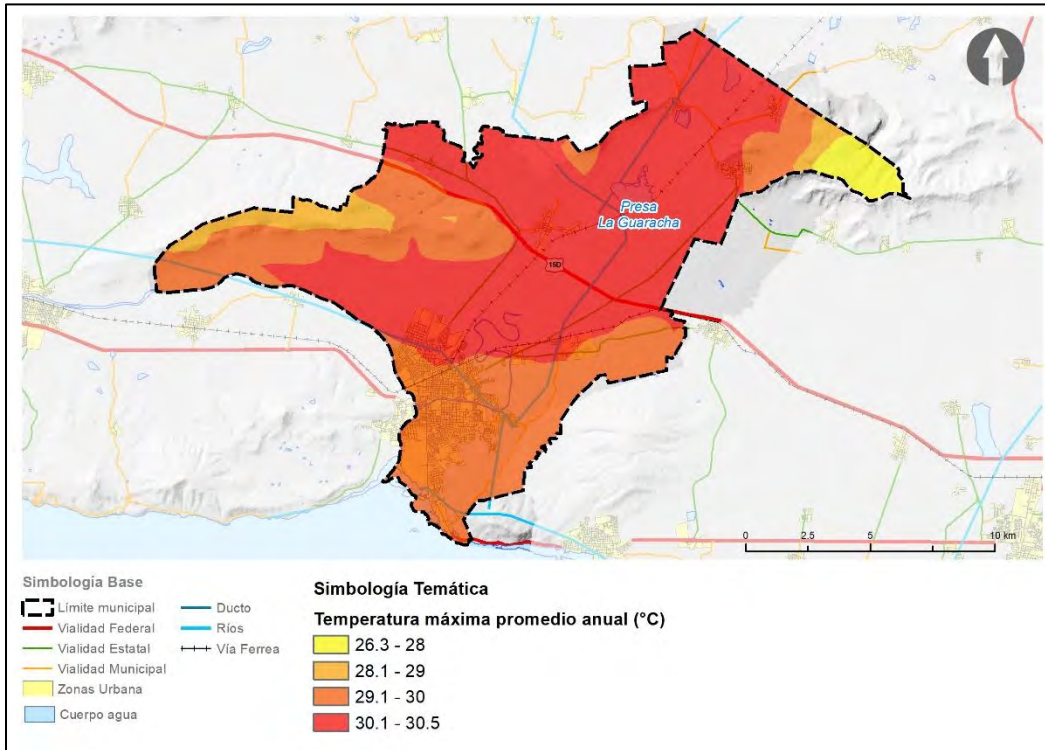 Presa
La Guaracha
15D
0 2.5 5 10 km
Simbología Base
Límite municipal
Vialidad Federal
Vialidad Estatal
Vialidad Municipal
Zonas Urbana
Cuerpo agua
Ducto
Ríos
Vía Ferrea
Simbología Temática
Temperatura máxima promedio anual (°C)
26.3 - 28
28.1 - 29
29.1 - 30
30.1 - 30.5